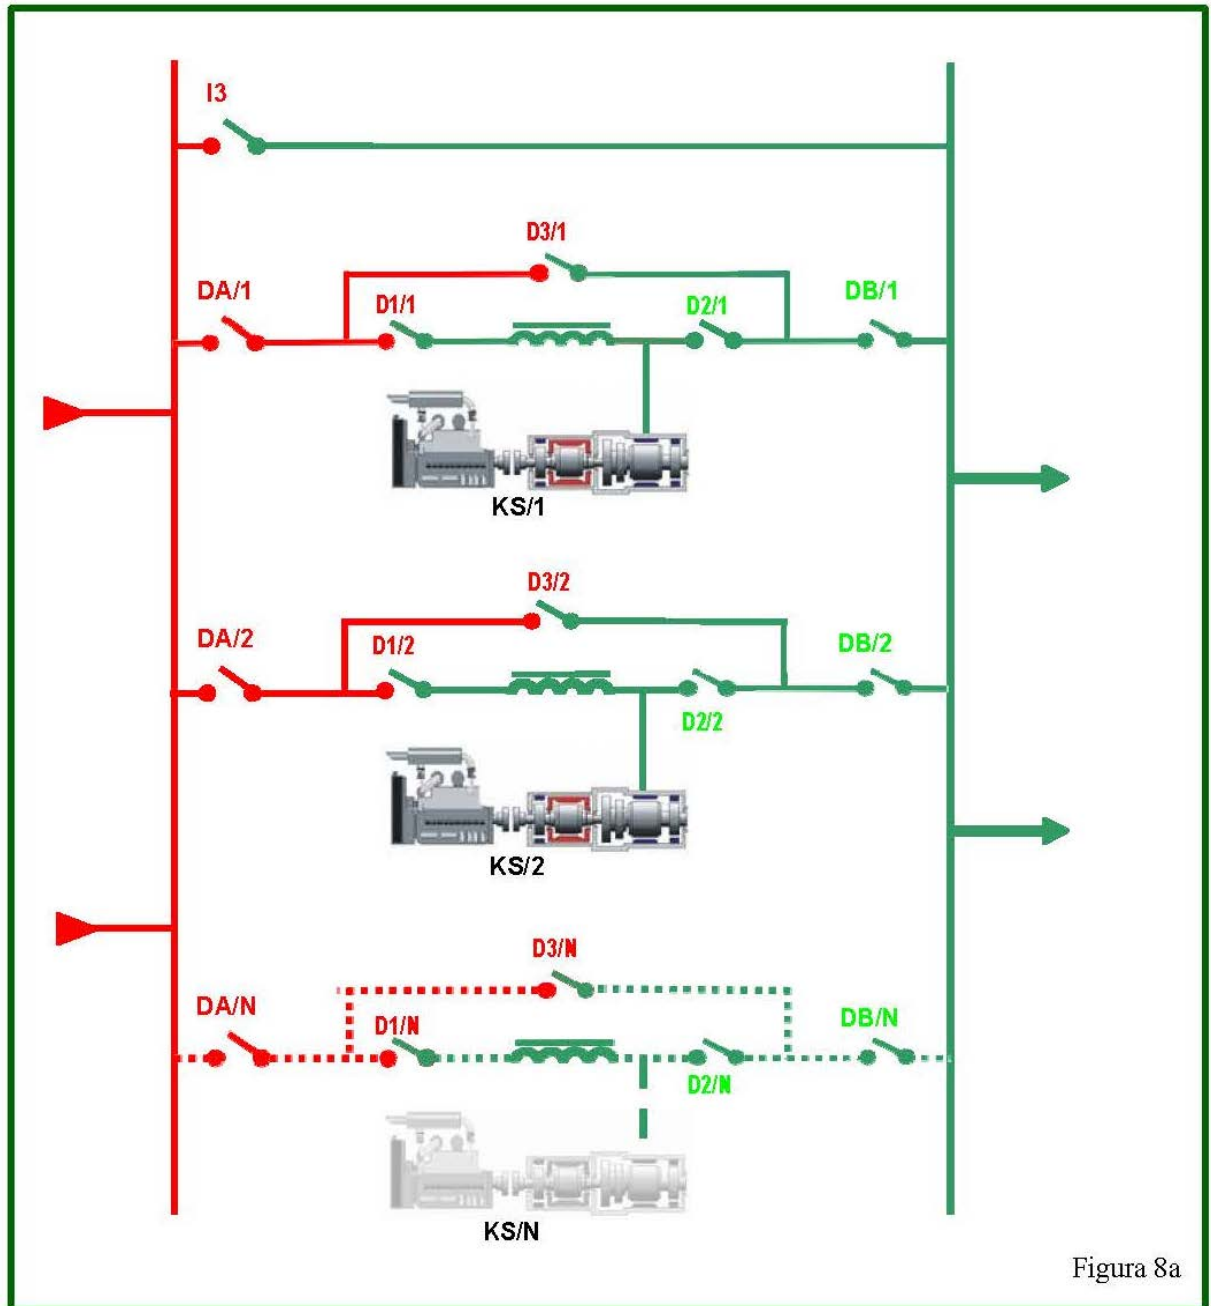 I3
D3/1
DA/1
D1/1
D2/1
DB/1
KS/1
D3/2
DA/2
D1/2
DB/2
D2/2
KS/2
D3/N
DA/N
D1/N
DB/N
D2/N
KS/N
Figura 8a